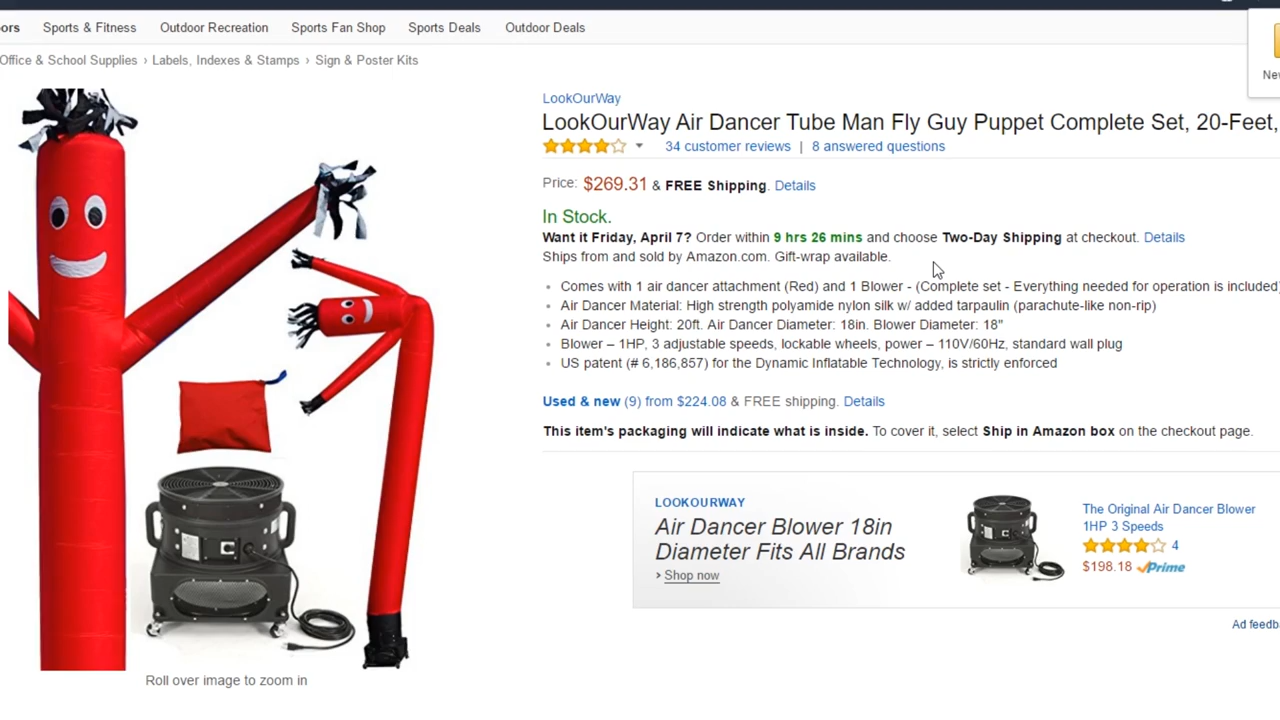 ors Sports & Fitness Outdoor Recreation Sports Fan Shop Sports Deals Outdoor Deals
Office & School Supplies › Labels, Indexes & Stamps › Sign & Poster Kits
LookOurWay
LookOurWay Air Dancer Tube Man Fly Guy Puppet Complete Set, 20-Feet,
34 customer reviews | 8 answered questions
Price: $269.31 & FREE Shipping. Details
In Stock.
Want it Friday, April 7? Order within 9 hrs 26 mins and choose Two-Day Shipping at checkout. Details
Ships from and sold by Amazon.com. Gift-wrap available.
• Comes with 1 air dancer attachment (Red) and 1 Blower - (Complete set - Everything needed for operation is included)
• Air Dancer Material: High strength polyamide nylon silk w/ added tarpaulin (parachute-like non-rip)
• Air Dancer Height: 20ft. Air Dancer Diameter: 18in. Blower Diameter: 18"
• Blower – 1HP, 3 adjustable speeds, lockable wheels, power – 110V/60Hz, standard wall plug
• US patent (# 6,186,857) for the Dynamic Inflatable Technology, is strictly enforced
Used & new (9) from $224.08 & FREE shipping. Details
This item's packaging will indicate what is inside. To cover it, select Ship in Amazon box on the checkout page.
LOOKOURWAY
Air Dancer Blower 18in
Diameter Fits All Brands
› Shop now
The Original Air Dancer Blower
1HP 3 Speeds
4
$198.18 Prime
Ad feedba
Roll over image to zoom in
New